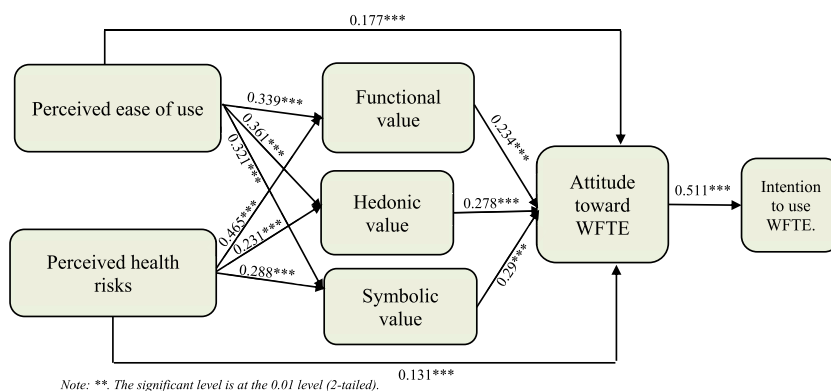 0.177***
Perceived ease of use
0.339***
0.361***
0.321***
Functional
value
0.234***
Hedonic
value
0.278***
Attitude
toward
WFTE
0.511***
Intention
to use
WFTE.
0.465***
0.231***
0.288***
Perceived health
risks
Symbolic
value
0.29***
0.131***
Note: **. The significant level is at the 0.01 level (2-tailed).